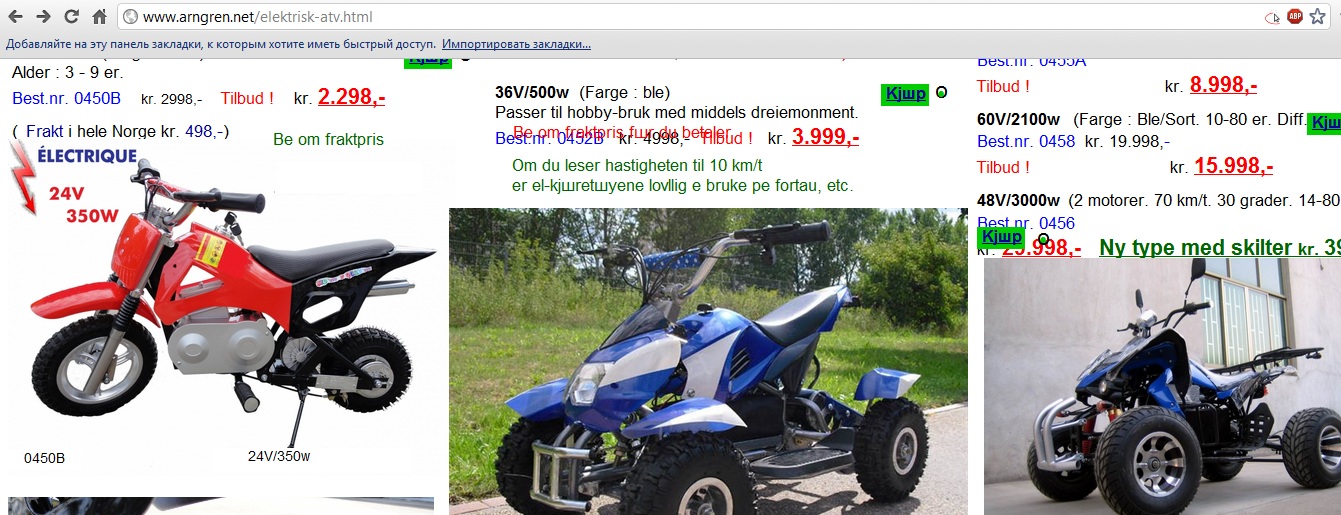 www.arngren.net/elektrisk-atv.html
Добавляйте на эту панель закладки, к которым хотите иметь быстрый доступ. Импортировать закладки...
ABP
Alder : 3 - 9 er.
Best.nr. 0450B kr. 2998,- Tilbud ! kr. 2.298,-
( Frakt i hele Norge kr. 498,-)
Be om fraktpris
ÉLECTRIQUE
24V
350W
0450B
24V/350w
36V/500w (Farge : ble)
Kjшp
Passer til hobby-bruk med middels dreiemonment.
Be om fraktpris fшr du betaler
Best.nr. 0452B kr. 4998,- Tilbud ! kr. 3.999,-
Om du leser hastigheten til 10 km/t
er el-kjшretшyene lovllig e bruke pe fortau, etc.
Best.nr. 0455A
Tilbud ! kr. 8.998,-
60V/2100w (Farge : Ble/Sort. 10-80 er. Diff.
Best.nr. 0458 kr. 19.998,-
Tilbud ! kr. 15.998,-
48V/3000w (2 motorer. 70 km/t. 30 grader. 14-80
Best.nr. 0456
Kjшp
kr. 29.998,- Ny type med skilter kr. 39